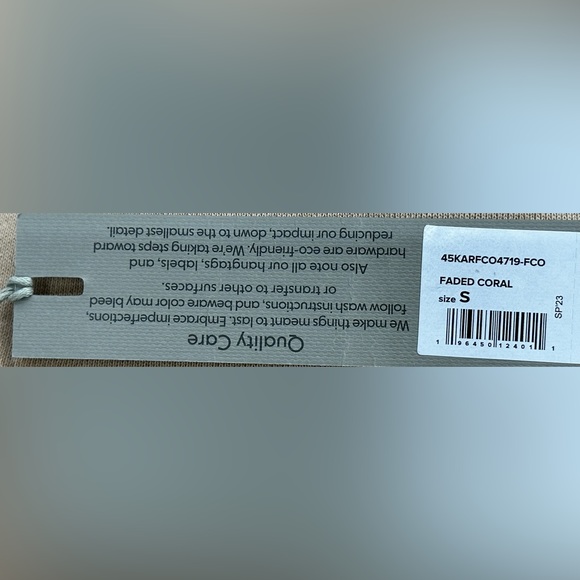 Quality Care
We make things meant to last. Embrace imperfections,
follow wash instructions, and beware color may bleed
or transfer to other surfaces.
Also note all our hangtags, labels, and
hardware are eco-friendly. We're taking steps toward
reducing our impact, down to the smallest detail.
45KARFCO4719-FCO
FADED CORAL
size S
SP'23
1 96450 12401 1